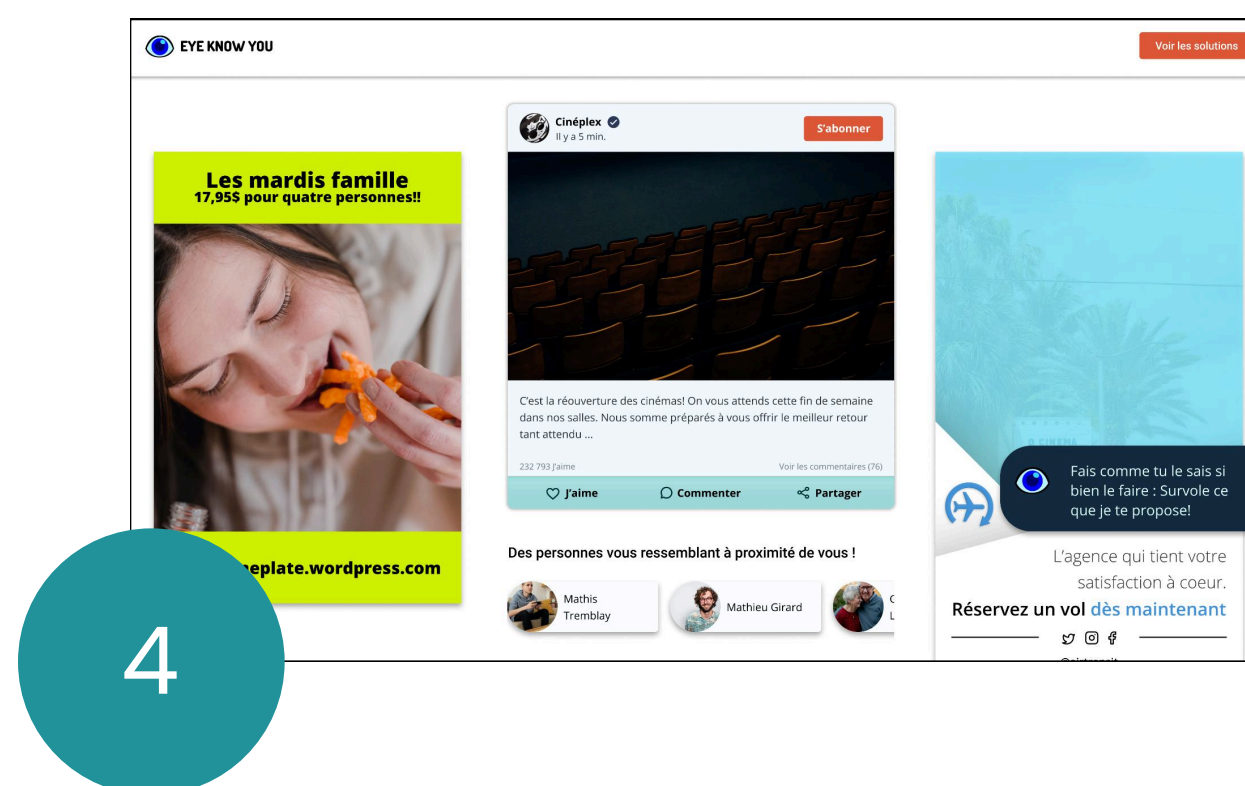 EYE KNOW YOU
Voir les solutions
Les mardis famille
17,95$ pour quatre personnes!!
eplate.wordpress.com
Cinéplex
Il y a 5 min.
S'abonner
C'est la réouverture des cinémas! On vous attends cette fin de semaine
dans nos salles. Nous somme préparés à vous offrir le meilleur retour
tant attendu ...
232 793 J'aime
Voir les commentaires (76)
J'aime
Commenter
Partager
Des personnes vous ressemblant à proximité de vous !
Mathis
Tremblay
Mathieu Girard
Fais comme tu le sais si
bien le faire : Survole ce
que je te propose!
L'agence qui tient votre
satisfaction à coeur.
Réservez un vol dès maintenant
4